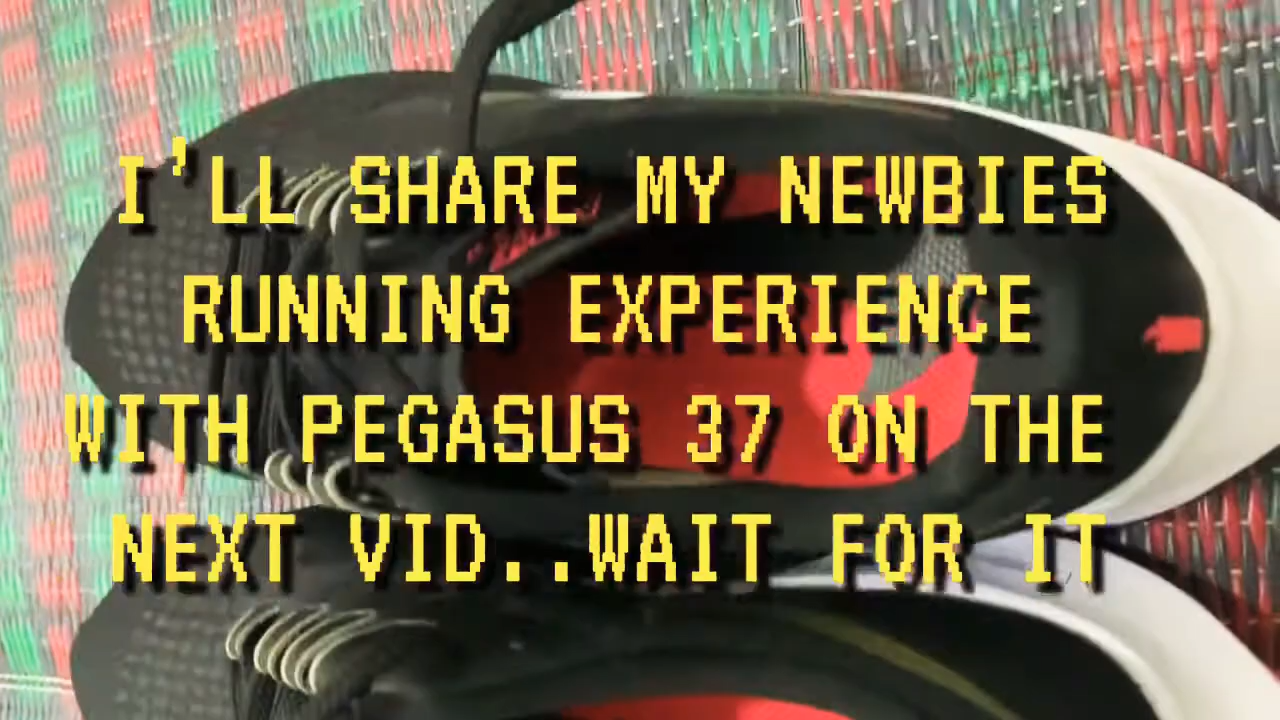 I'LL SHARE MY NEWBIES
RUNNING EXPERIENCE
WITH PEGASUS 37 ON THE
NEXT VID..WAIT FOR IT